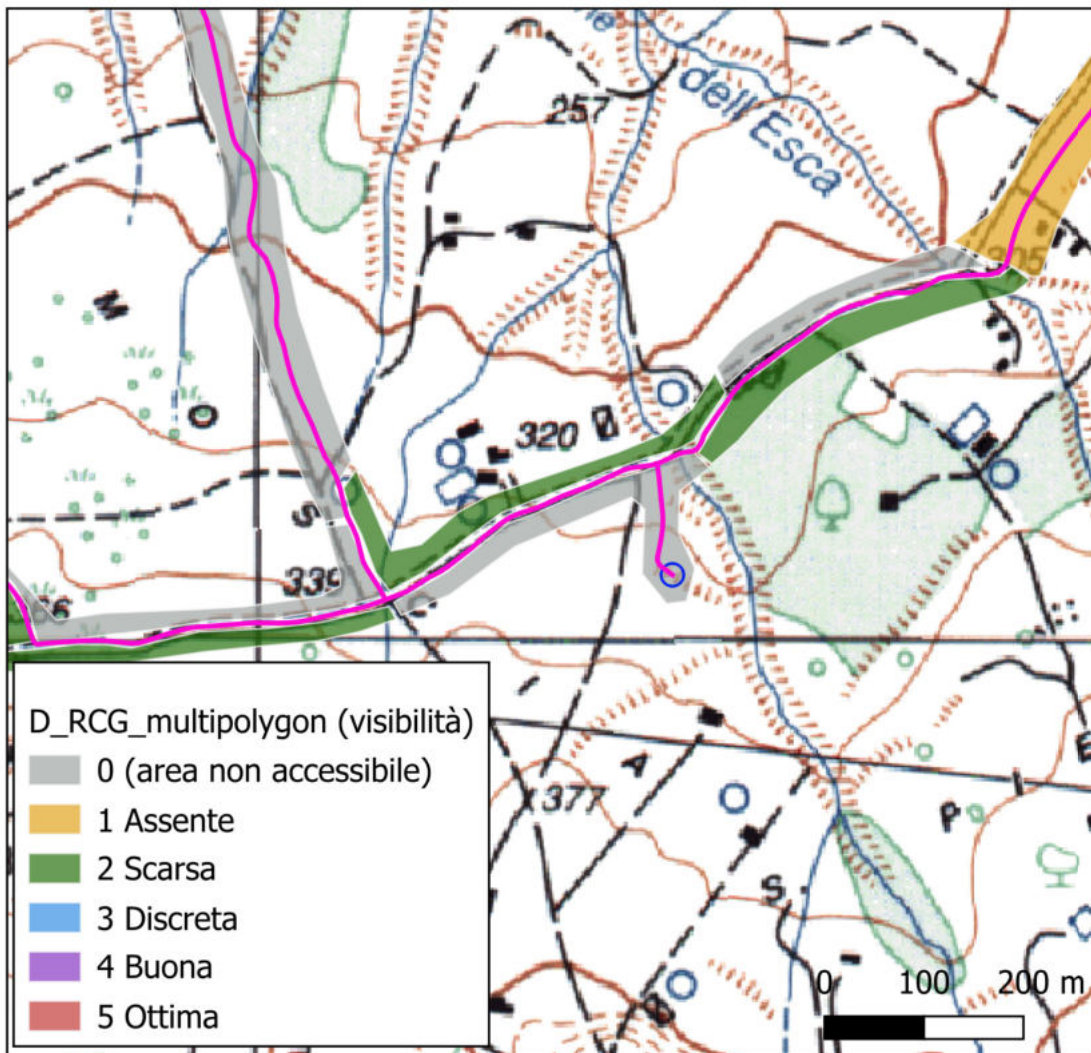 257
dell'Esca
M
O
320
S
339
D_RCG_multipolygon (visibilità)
0 (area non accessibile)
1 Assente
2 Scarsa
3 Discreta
4 Buona
5 Ottima
A
377
P
S.
0 100 200 m